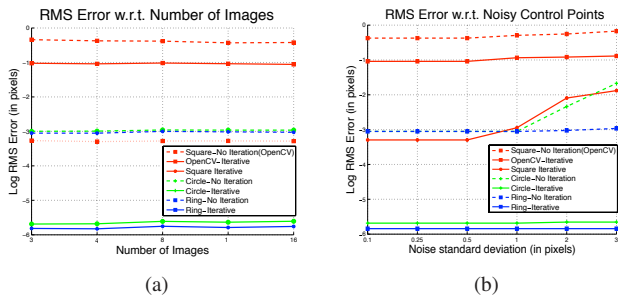 RMS Error w.r.t. Number of Images
0
-1
-2
-3
-4
-5
-6
Log RMS Error (in pixels)
Square-No Iteration(OpenCV)
OpenCV-Iterative
Square Iterative
Circle-No Iteration
Circle-Iterative
Ring-No Iteration
Ring-Iterative
3 4 8 1 16
Number of Images
(a)
RMS Error w.r.t. Noisy Control Points
0
-1
-2
-3
-4
-5
-6
Log RMS Error (in pixels)
Square-No Iteration(OpenCV)
OpenCV-Iterative
Square Iterative
Circle-No Iteration
Circle-Iterative
Ring-No Iteration
Ring-Iterative
0.1 0.25 0.5 1 2 3
Noise standard deviation (in pixels)
(b)